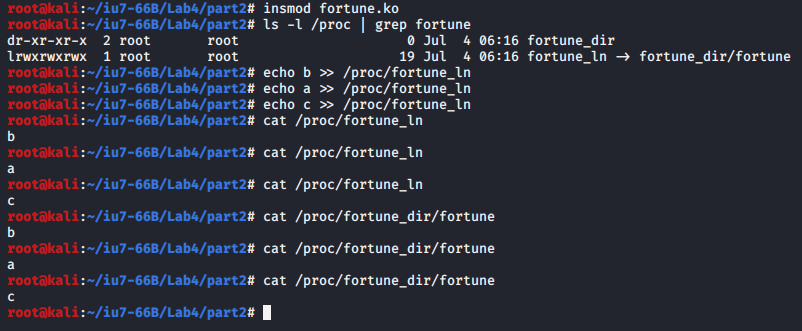 root@kali:~/iu7-66B/Lab4/part2# insmod fortune.ko
root@kali:~/iu7-66B/Lab4/part2# ls -l /proc | grep fortune
dr-xr-xr-x  2 root       root              0 Jul  4 06:16 fortune_dir
lrwxrwxrwx  1 root       root             19 Jul  4 06:16 fortune_ln → fortune_dir/fortune
root@kali:~/iu7-66B/Lab4/part2# echo b >> /proc/fortune_ln
root@kali:~/iu7-66B/Lab4/part2# echo a >> /proc/fortune_ln
root@kali:~/iu7-66B/Lab4/part2# echo c >> /proc/fortune_ln
root@kali:~/iu7-66B/Lab4/part2# cat /proc/fortune_ln
b
root@kali:~/iu7-66B/Lab4/part2# cat /proc/fortune_ln
a
root@kali:~/iu7-66B/Lab4/part2# cat /proc/fortune_ln
c
root@kali:~/iu7-66B/Lab4/part2# cat /proc/fortune_dir/fortune
b
root@kali:~/iu7-66B/Lab4/part2# cat /proc/fortune_dir/fortune
a
root@kali:~/iu7-66B/Lab4/part2# cat /proc/fortune_dir/fortune
c
root@kali:~/iu7-66B/Lab4/part2#